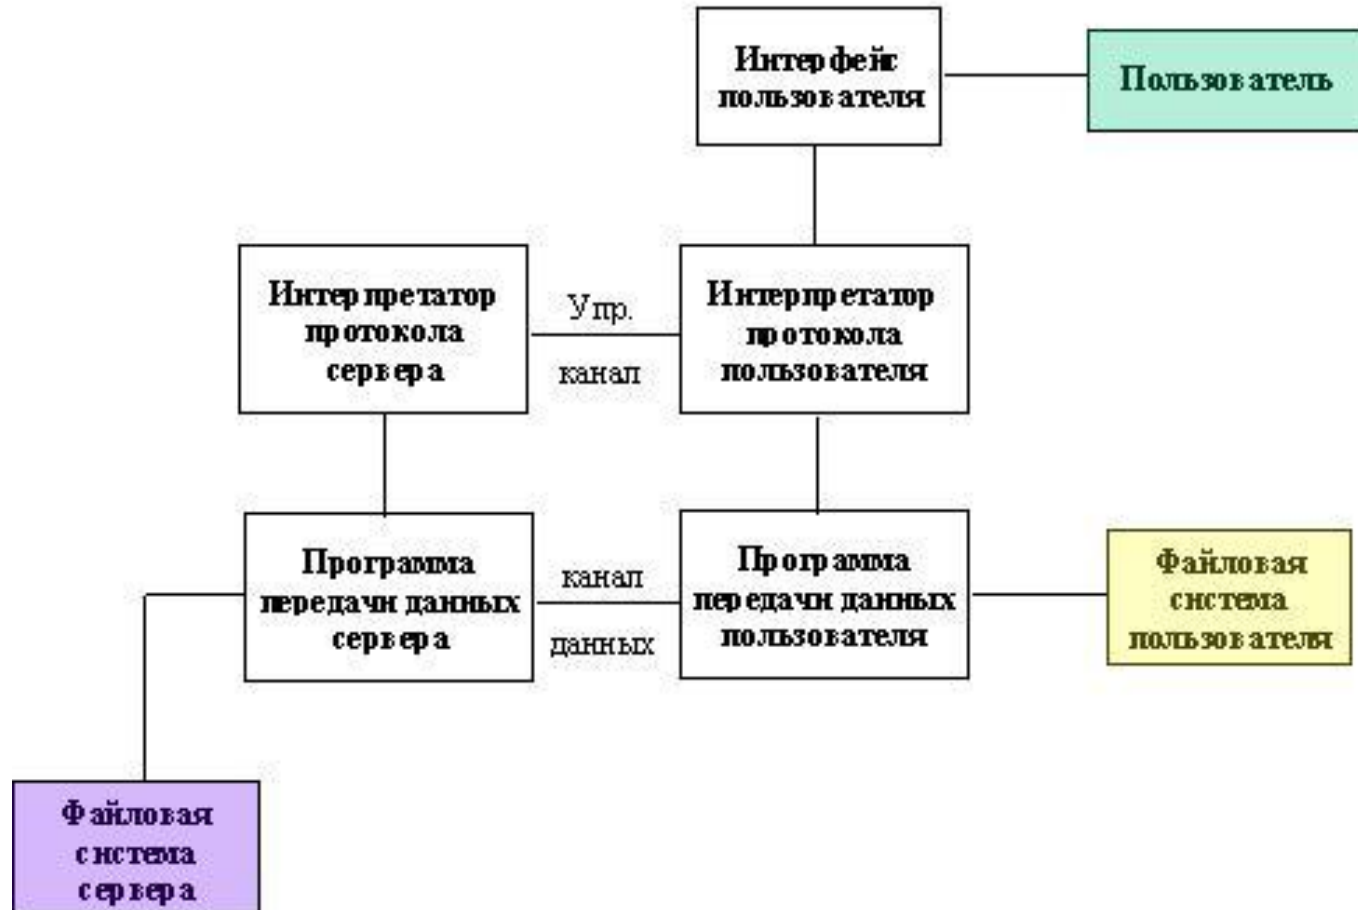 Интерфейс
пользователя
Пользователь
Интерпретатор
протокола
сервера
Упр.
канал
Интерпретатор
протокола
пользователя
Программа
передачи данных
сервера
канал
данных
Программа
передачи данных
пользователя
Файловая
система
пользователя
Файловая
система
сервера